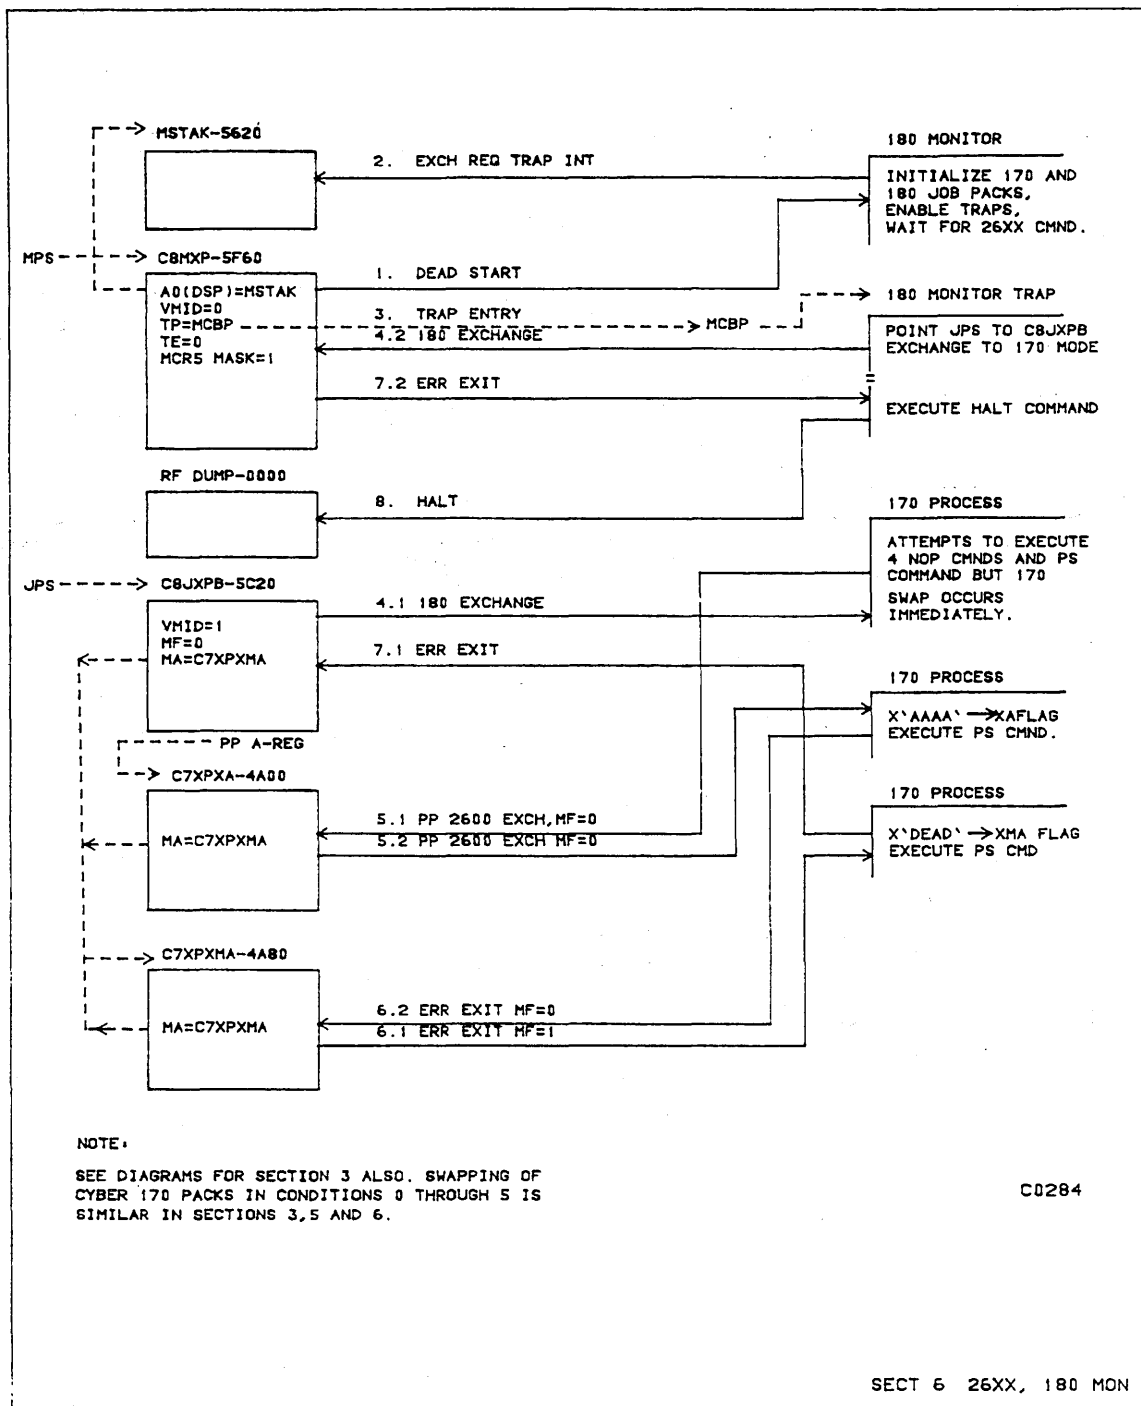 MSTAK-5620
2. EXCH REQ TRAP INT
180 MONITOR
INITIALIZE 170 AND
180 JOB PACKS,
ENABLE TRAPS,
WAIT FOR 26XX CMND.
MPS
C8MXP-5F60
1. DEAD START
A0(DSP)=MSTAK
VMID=0
TP=MCBP
TE=0
MCR5 MASK=1
3. TRAP ENTRY
MCBP
180 MONITOR TRAP
4.2 180 EXCHANGE
POINT JPS TO C8JXPB
EXCHANGE TO 170 MODE
7.2 ERR EXIT
EXECUTE HALT COMMAND
RF DUMP-0000
8. HALT
170 PROCESS
ATTEMPTS TO EXECUTE
4 NOP CMNDS AND PS
COMMAND BUT 170
SWAP OCCURS
IMMEDIATELY.
JPS
C8JXPB-5C20
4.1 180 EXCHANGE
VMID=1
MF=0
MA=C7XPXMA
7.1 ERR EXIT
170 PROCESS
X`AAAA` → XAFLAG
EXECUTE PS CMND.
PP A-REG
C7XPXA-4A00
MA=C7XPXMA
5.1 PP 2600 EXCH,MF=0
5.2 PP 2600 EXCH MF=0
170 PROCESS
X`DEAD` → XMA FLAG
EXECUTE PS CMD
C7XPXMA-4A80
MA=C7XPXMA
6.2 ERR EXIT MF=0
6.1 ERR EXIT MF=1
NOTE:
SEE DIAGRAMS FOR SECTION 3 ALSO. SWAPPING OF
CYBER 170 PACKS IN CONDITIONS 0 THROUGH 5 IS
SIMILAR IN SECTIONS 3,5 AND 6.
C0284
SECT 6 26XX, 180 MON